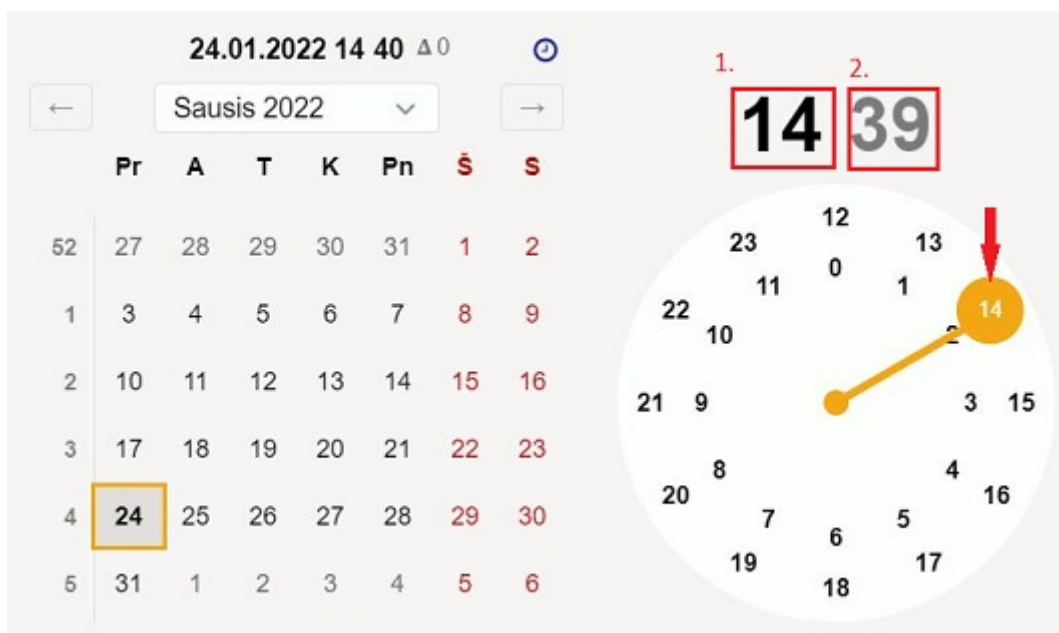 24.01.2022 14 40 Δ 0
← Sausis 2022 →
Pr A T K Pn Š S
52 27 28 29 30 31 1 2
1 3 4 5 6 7 8 9
2 10 11 12 13 14 15 16
3 17 18 19 20 21 22 23
4 24 25 26 27 28 29 30
5 31 1 2 3 4 5 6
1. 2.
14 39
12
23 13
0
11 1
22 14
10 2
21 9 3 15
8 4
20 16
7 5
6
19 17
18